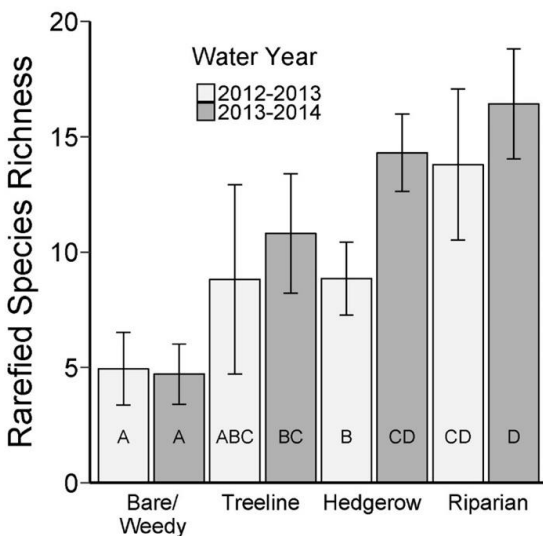 Rarefied Species Richness
20
15
10
5
0
Water Year
2012-2013
2013-2014
A
A
ABC
BC
B
CD
CD
D
Bare/
Weedy
Treeline
Hedgerow
Riparian